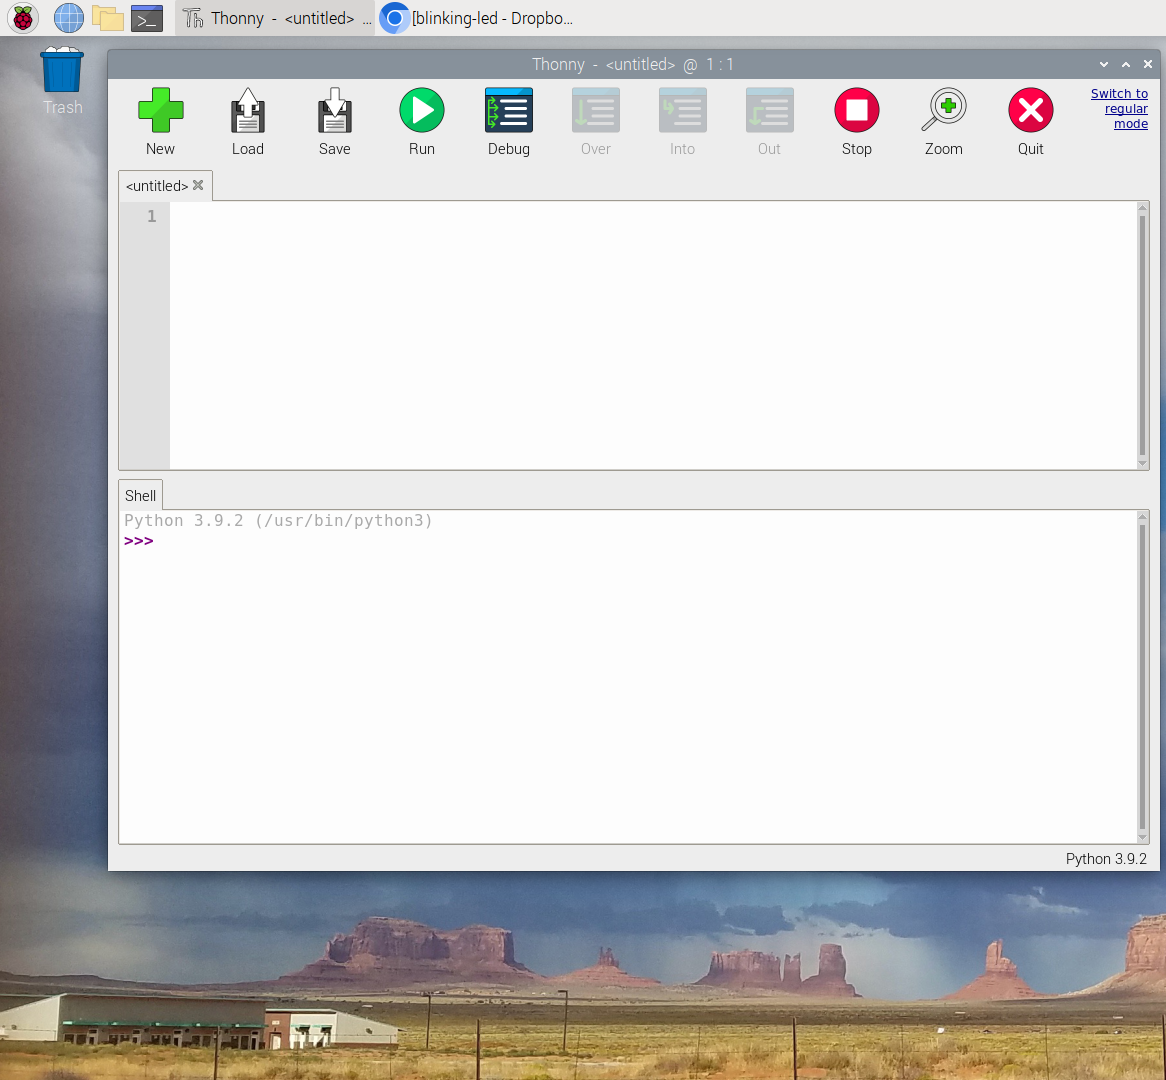 Thonny - <untitled> ...
[blinking-led - Dropbo...
Trash
Thonny - <untitled> @ 1 : 1
New
Load
Save
Run
Debug
Over
Into
Out
Stop
Zoom
Quit
Switch to
regular
mode
<untitled>
1
Shell
Python 3.9.2 (/usr/bin/python3)
>>>
Python 3.9.2